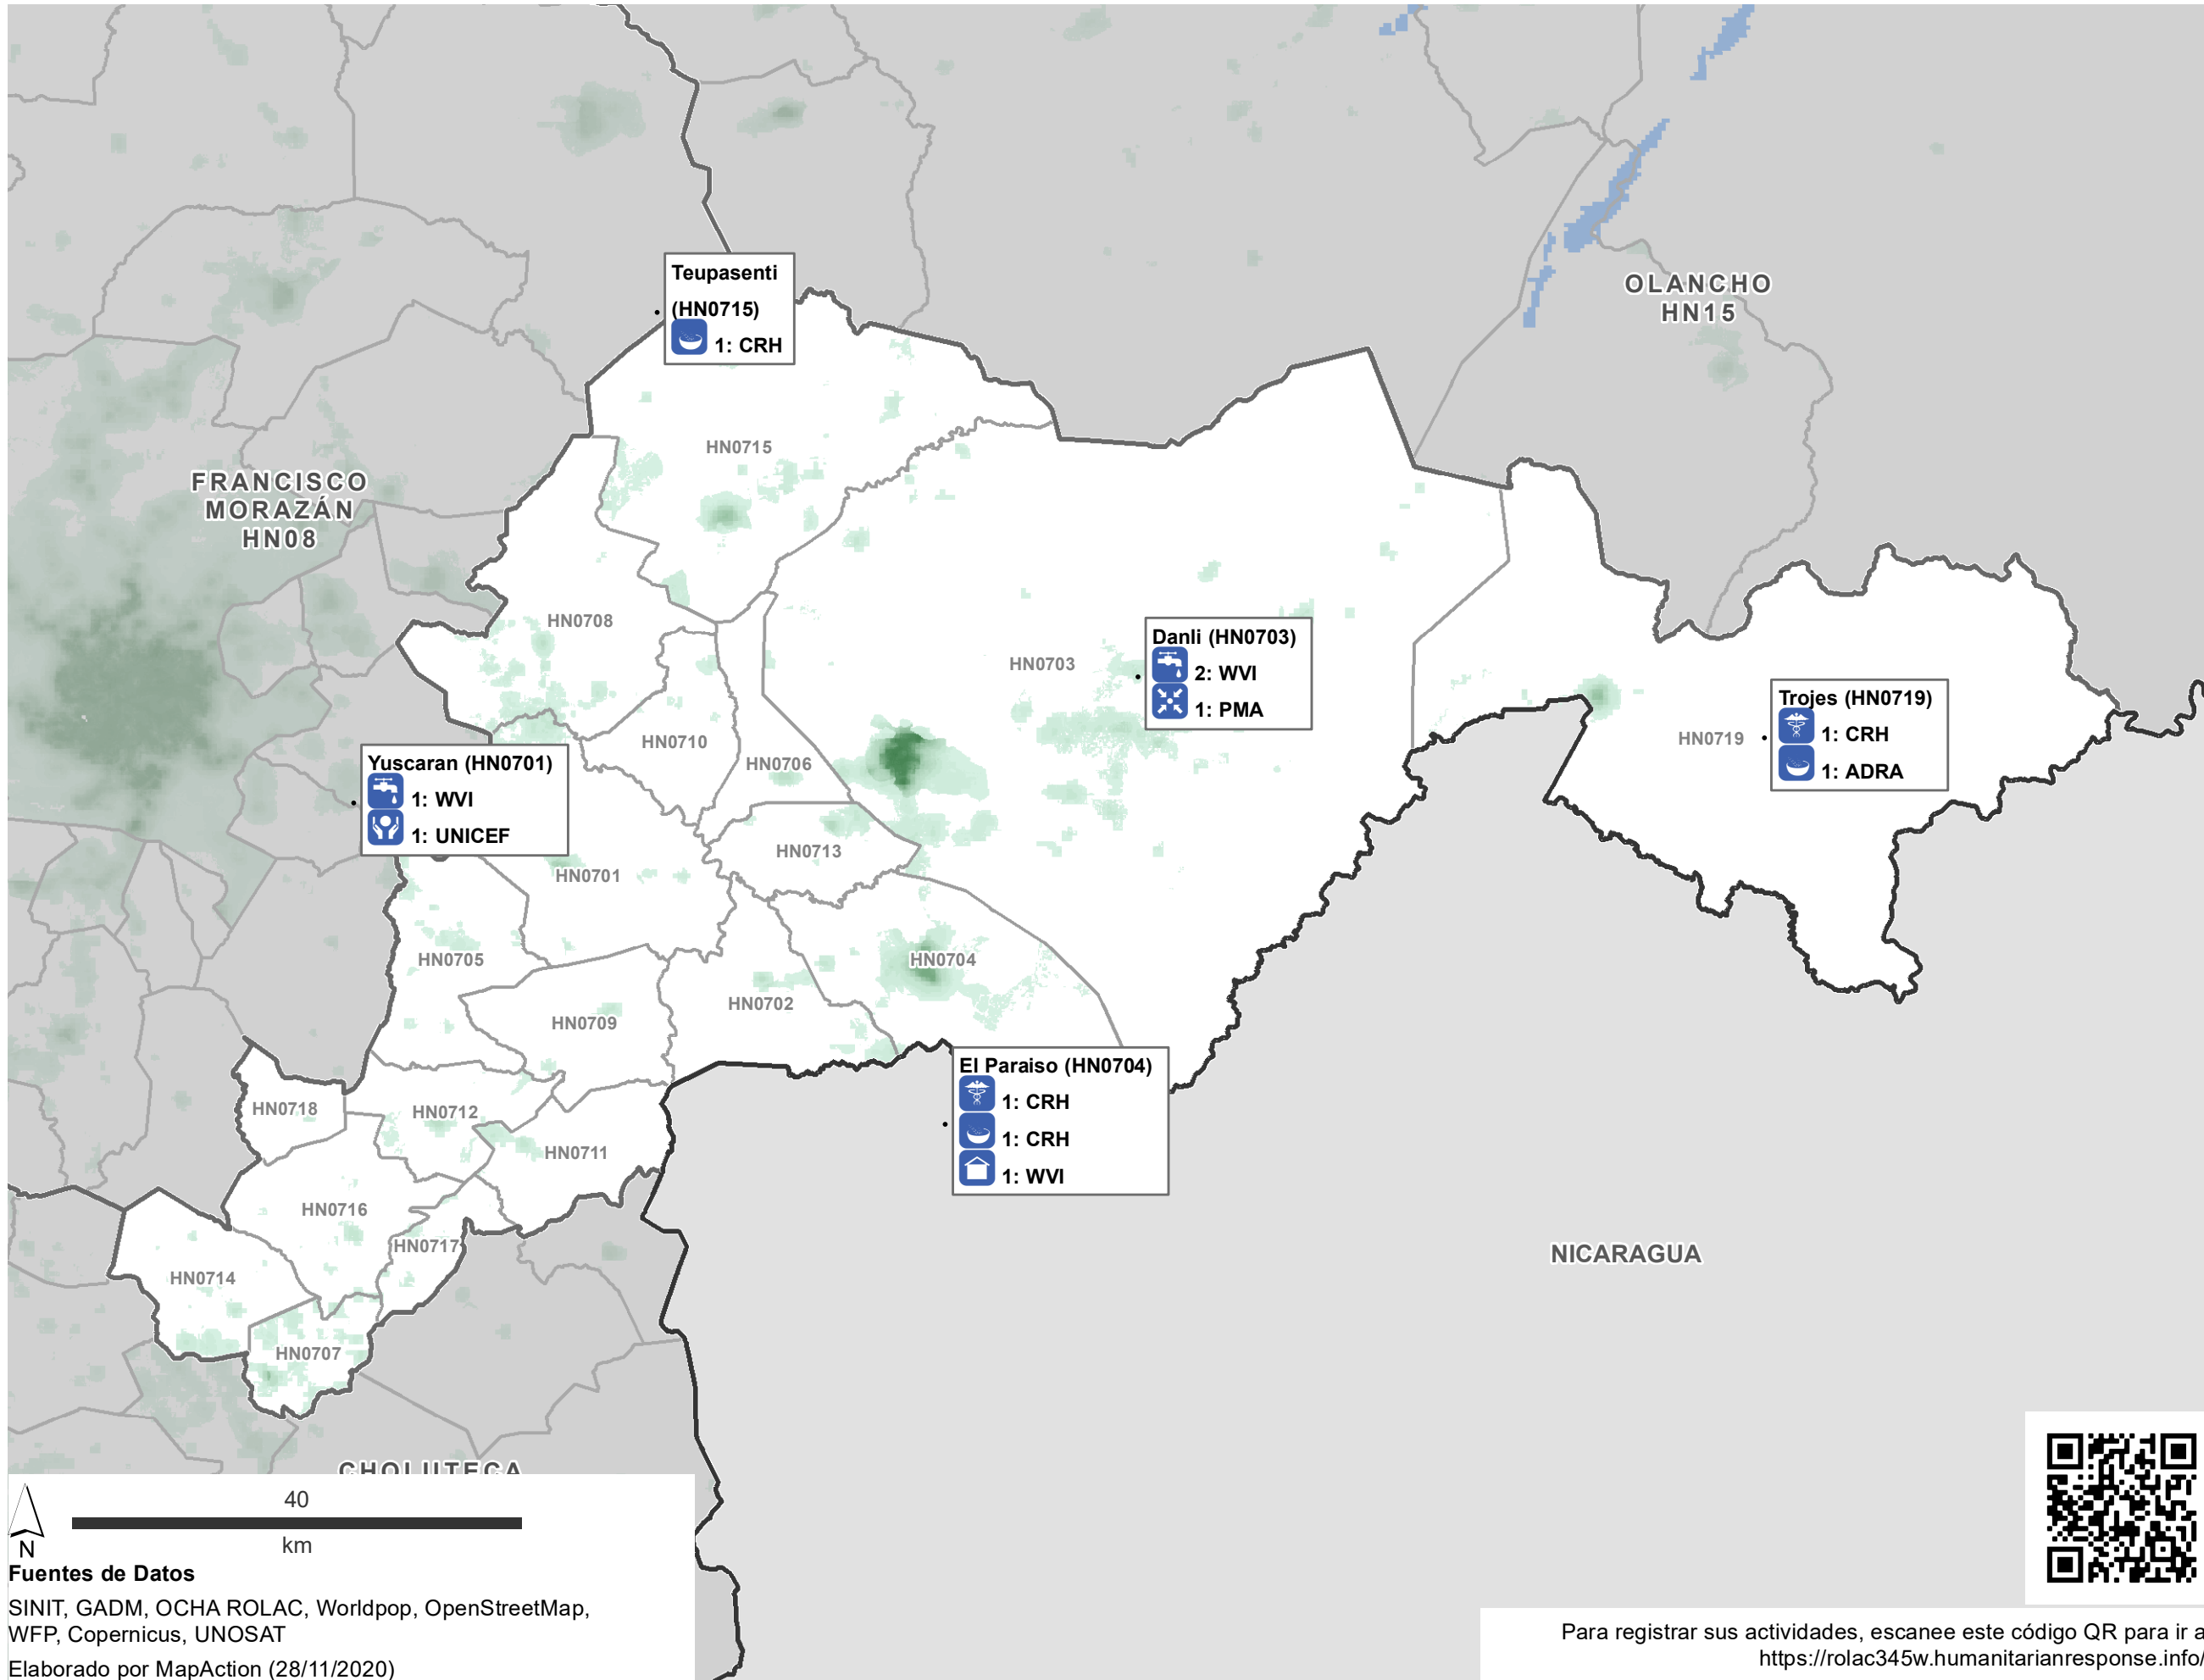 OLANCHO
HN15
Teupasenti
(HN0715)
1: CRH
HN0715
FRANCISCO
MORAZÁN
HN08
HN0708
HN0703
Danli (HN0703)
2: WVI
1: PMA
Trojes (HN0719)
1: CRH
1: ADRA
HN0719
HN0710
HN0706
Yuscaran (HN0701)
1: WVI
1: UNICEF
HN0713
HN0701
HN0705
HN0704
HN0702
HN0709
El Paraiso (HN0704)
1: CRH
1: CRH
1: WVI
HN0718
HN0712
HN0711
HN0716
HN0717
NICARAGUA
HN0714
HN0707
CHOLUTECA
40
km
N
Fuentes de Datos
SINIT, GADM, OCHA ROLAC, Worldpop, OpenStreetMap,
WFP, Copernicus, UNOSAT
Elaborado por MapAction (28/11/2020)
Para registrar sus actividades, escanee este código QR para ir a
https://rolac345w.humanitarianresponse.info/